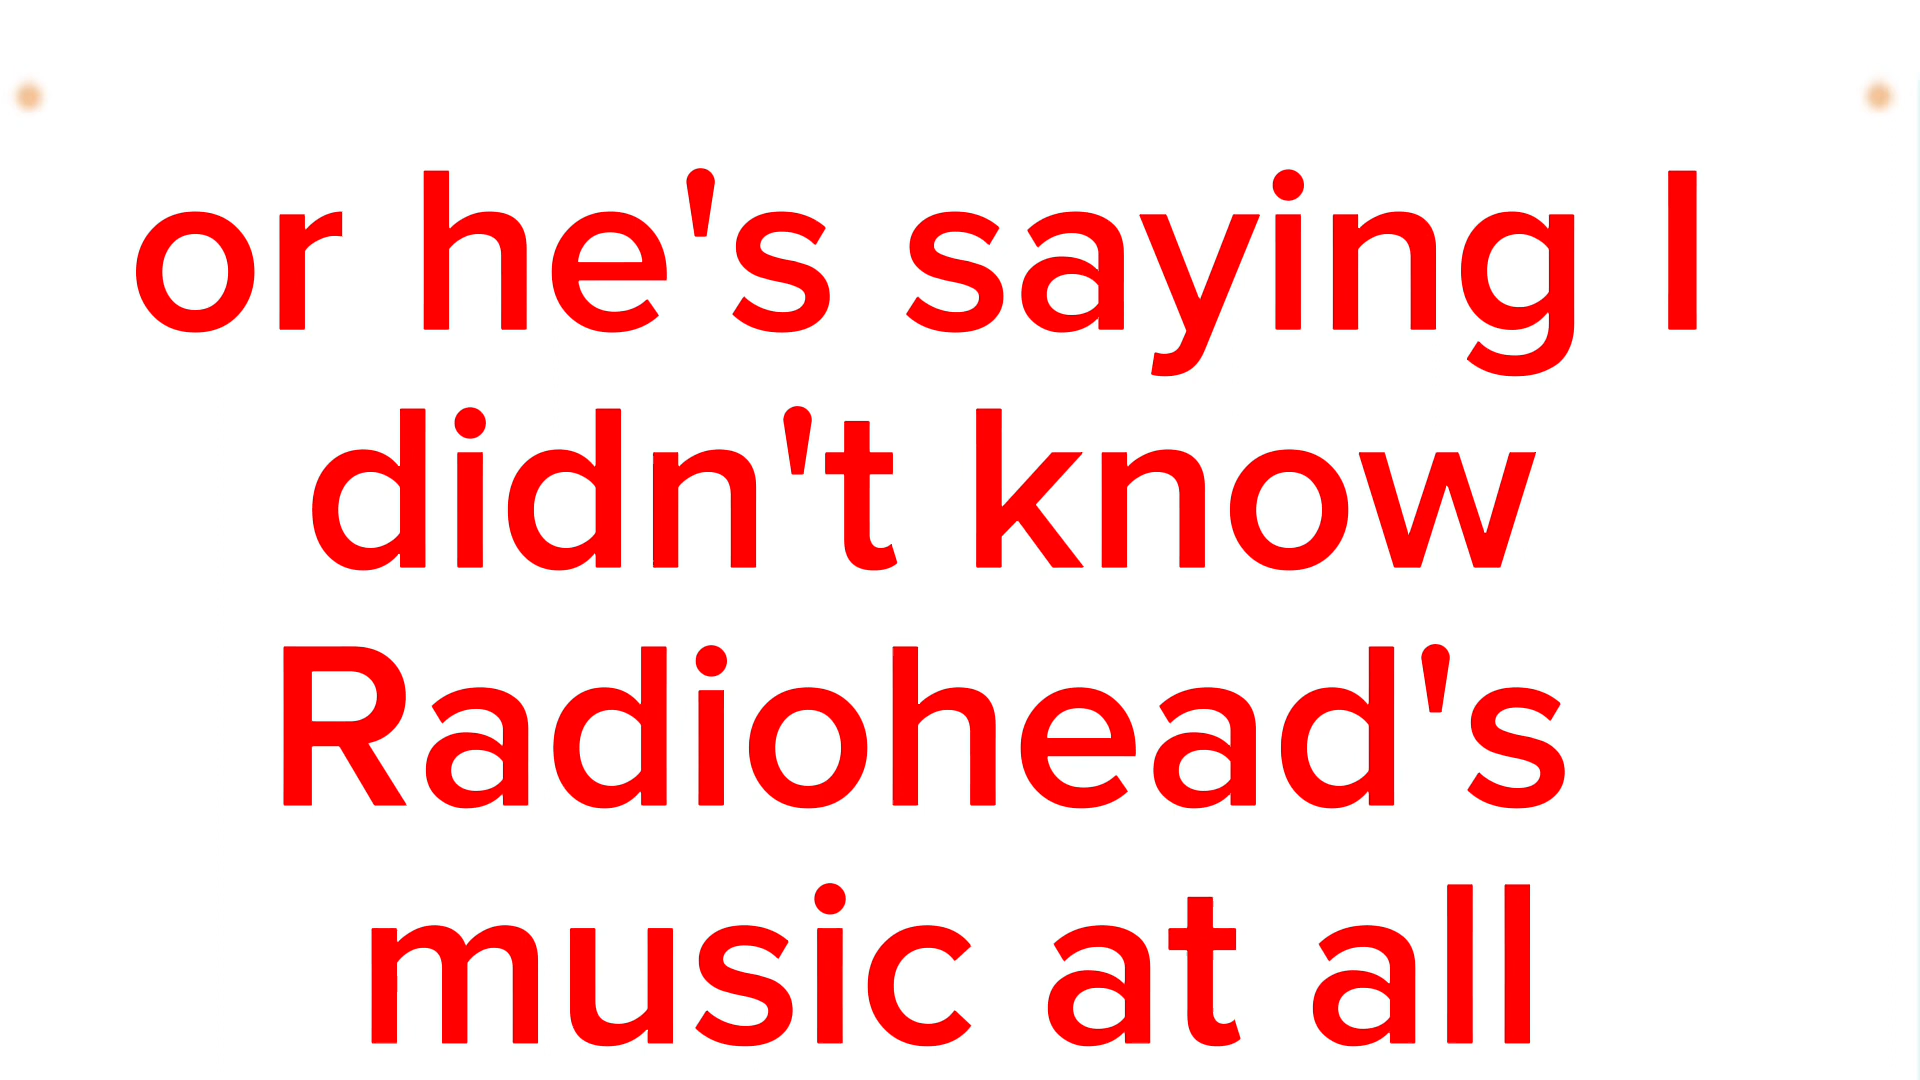 or he's saying I
didn't know
Radiohead's
music at all